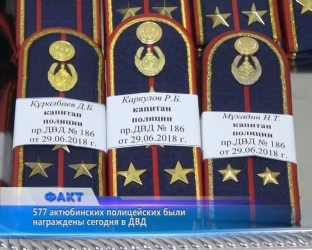 Куралбаев Д.Б.
капитан
полиции
пр.ДВД № 186
от 29.06.2018 г.
Каркулов Р.Б.
капитан
полиции
пр.ДВД № 186
от 29.06.2018 г.
Мухадин Н.Т.
капитан
полиции
пр.ДВД № 186
от 29.06.2018 г.
ФАКТ
577 актюбинских полицейских были
награждены сегодня в ДВД